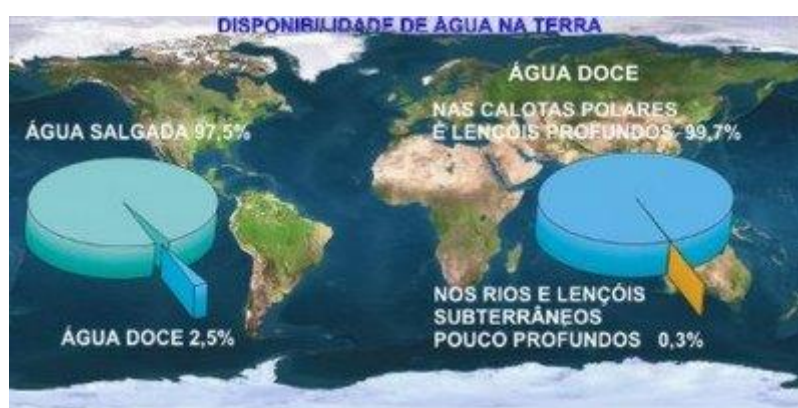 DISPONIBILIDADE DE ÁGUA NA TERRA
ÁGUA SALGADA 97,5%
ÁGUA DOCE 2,5%
ÁGUA DOCE
NAS CALOTAS POLARES
É LENÇÓIS PROFUNDOS 99,7%
NOS RIOS E LENÇÓIS
SUBTERRÂNEOS
POUCO PROFUNDOS 0,3%